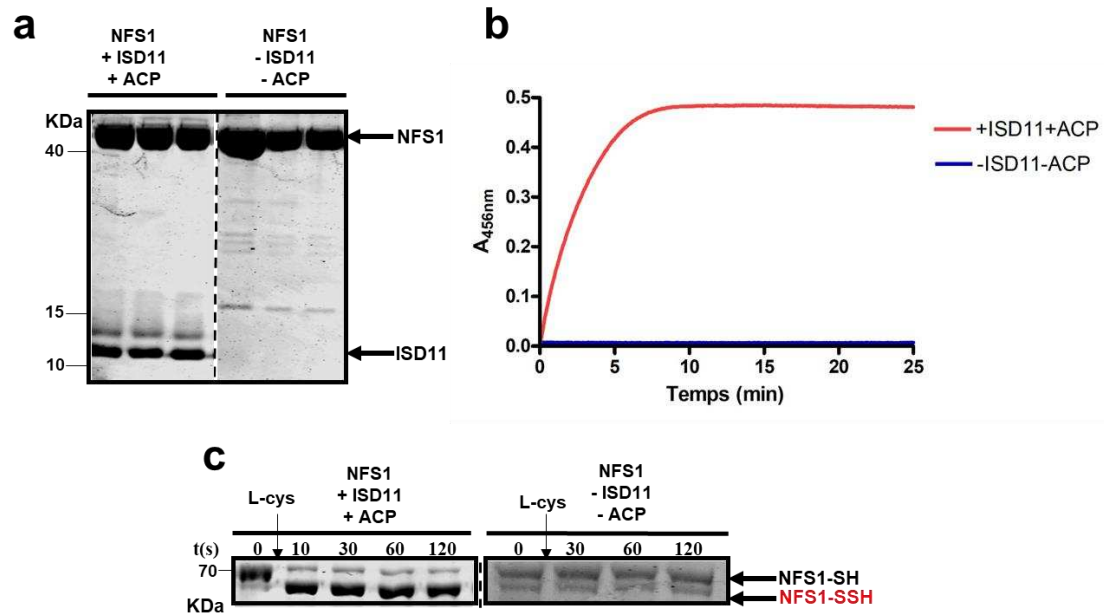 a
NFS1
+ ISD11
+ ACP
NFS1
- ISD11
- ACP
KDa
40
15
10
NFS1
ISD11
b
0.5
0.4
0.3
0.2
0.1
0.0
A456nm
0
5
10
15
20
25
Temps (min)
+ISD11+ACP
-ISD11-ACP
c
L-cys
NFS1
+ ISD11
+ ACP
L-cys
NFS1
- ISD11
- ACP
t(s) 0 10 30 60 120
0 30 60 120
70
KDa
NFS1-SH
NFS1-SSH